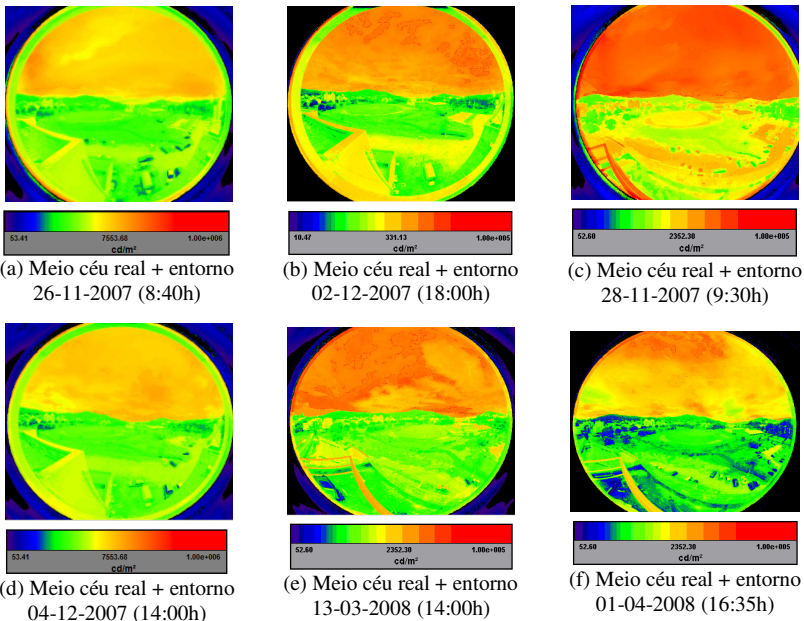 53.41 7553.68 1.00e+006
cd/m²
(a) Meio céu real + entorno
26-11-2007 (8:40h)
10.47 331.13 1.00e+005
cd/m²
(b) Meio céu real + entorno
02-12-2007 (18:00h)
52.60 2352.30 1.00e+005
cd/m²
(c) Meio céu real + entorno
28-11-2007 (9:30h)
53.41 7553.68 1.00e+006
cd/m²
(d) Meio céu real + entorno
04-12-2007 (14:00h)
52.60 2352.30 1.00e+005
cd/m²
(e) Meio céu real + entorno
13-03-2008 (14:00h)
52.60 2352.30 1.00e+005
cd/m²
(f) Meio céu real + entorno
01-04-2008 (16:35h)